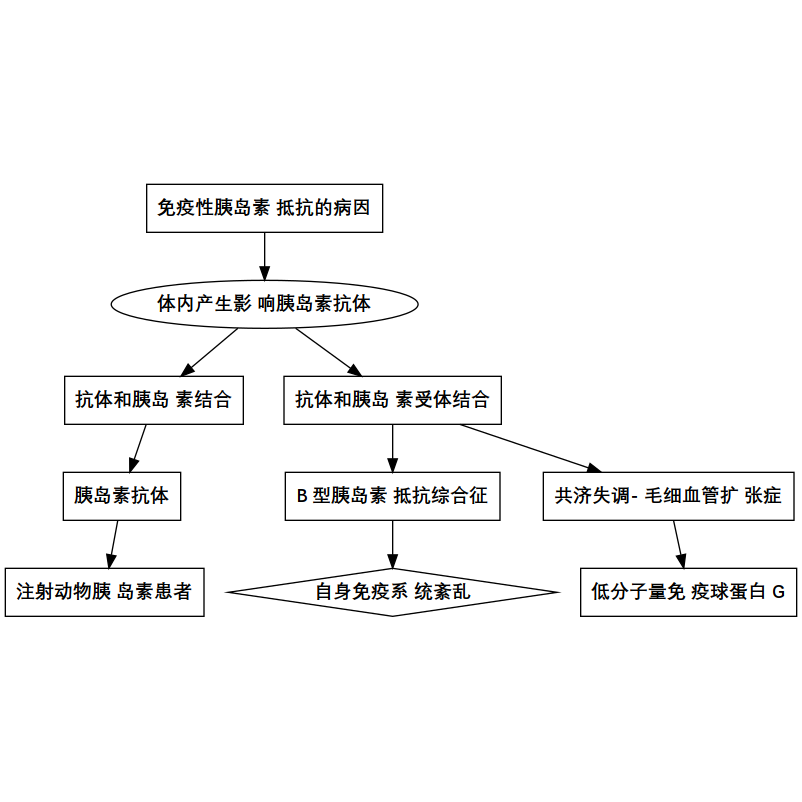 免疫性胰岛素 抵抗的病因
体内产生影 响胰岛素抗体
抗体和胰岛 素结合
抗体和胰岛 素受体结合
胰岛素抗体
B 型胰岛素 抵抗综合征
共济失调- 毛细血管扩 张症
注射动物胰 岛素患者
自身免疫系 统紊乱
低分子量免 疫球蛋白 G